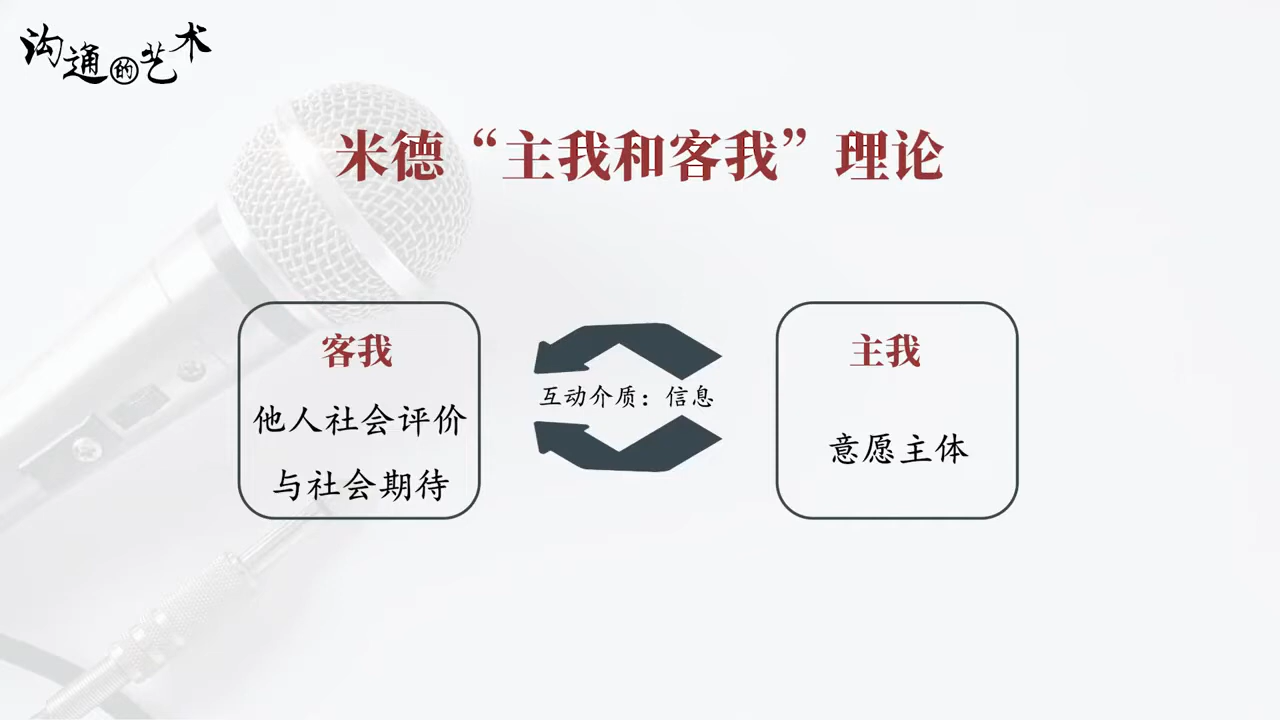 沟通的艺术
米德“主我和客我”理论
客我
他人社会评价
与社会期待
互动介质：信息
主我
意愿主体